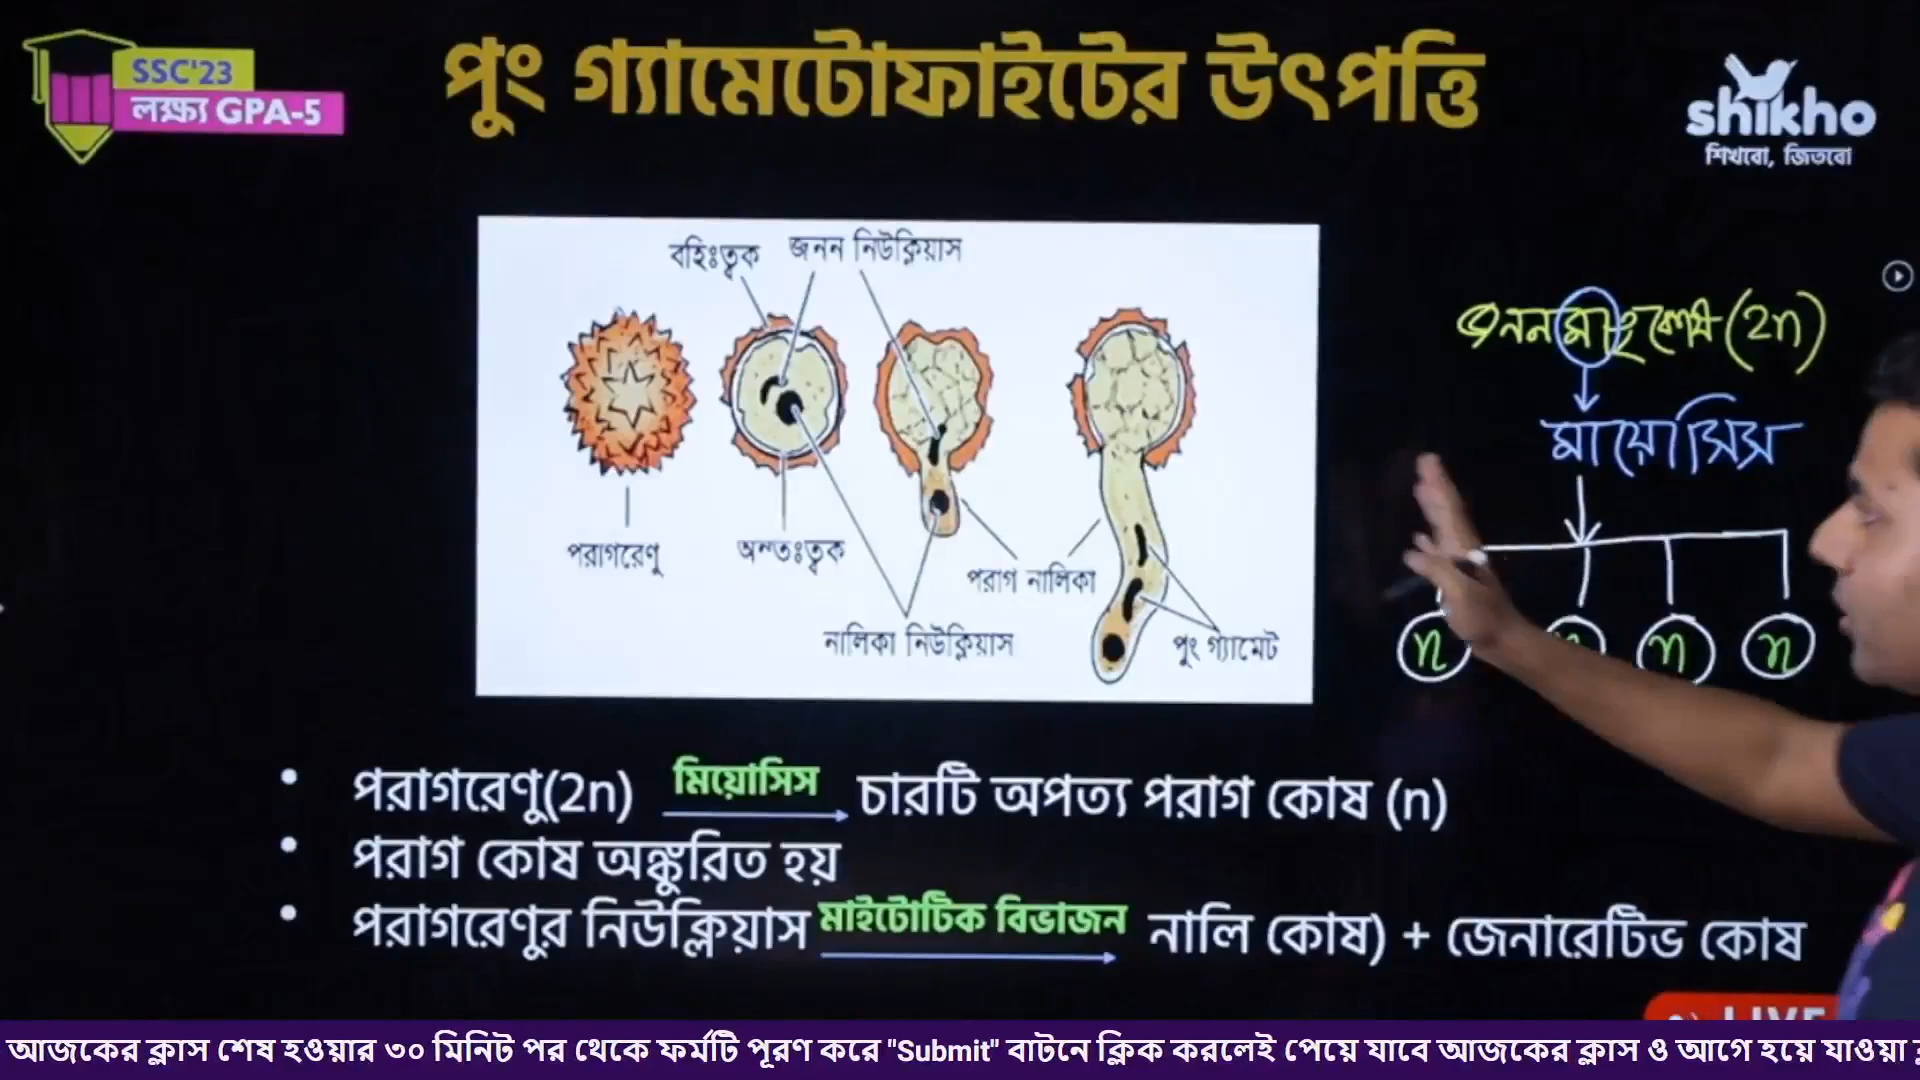 SSC'23
লক্ষ্য GPA-5
পুং গ্যামেটোফাইটের উৎপত্তি
shikho
শিখবো, জিতবো
বহিঃত্বক
জনন নিউক্লিয়াস
পরাগরেণু
অন্তঃত্বক
পরাগ নালিকা
নালিকা নিউক্লিয়াস
পুং গ্যামেট
জননমাতৃকোষ (2n)
মায়োসিস
n n n
• পরাগরেণু(2n) মিয়োসিস চারটি অপত্য পরাগ কোষ (n)
• পরাগ কোষ অঙ্কুরিত হয়
• পরাগরেণুর নিউক্লিয়াস মাইটোটিক বিভাজন নালি কোষ) + জেনারেটিভ কোষ
LIVE
আজকের ক্লাস শেষ হওয়ার ৩০ মিনিট পর থেকে ফর্মটি পূরণ করে "Submit" বাটনে ক্লিক করলেই পেয়ে যাবে আজকের ক্লাস ও আগে হয়ে যাওয়া